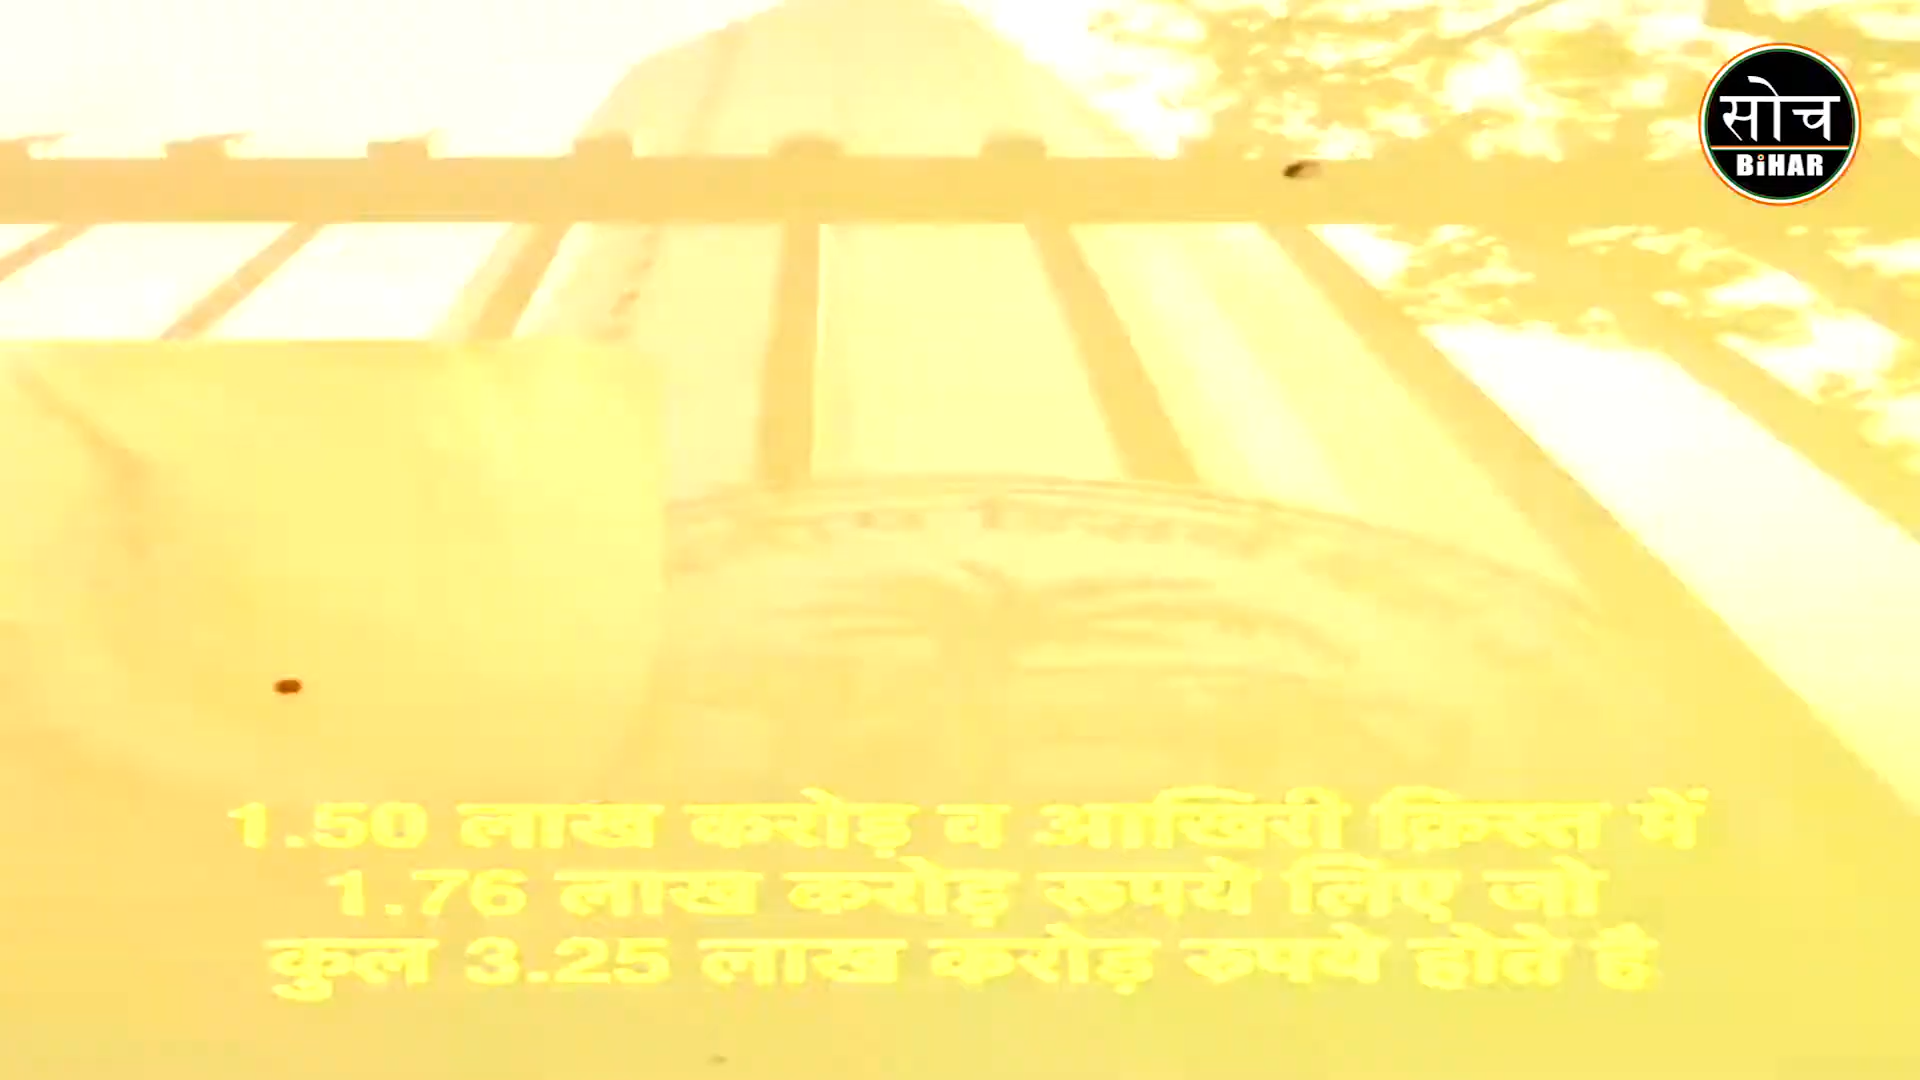 सोच
BiHAR
1.50 लाख करोड़ व आखिरी क़िस्त में
1.76 लाख करोड़ रूपये लिए जो
कुल 3.25 लाख करोड़ रुपये होते है